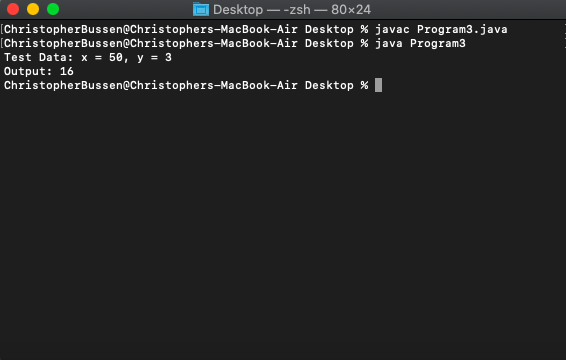 Desktop — -zsh — 80×24
[ChristopherBussen@Christophers-MacBook-Air Desktop % javac Program3.java
[ChristopherBussen@Christophers-MacBook-Air Desktop % java Program3
Test Data: x = 50, y = 3
Output: 16
ChristopherBussen@Christophers-MacBook-Air Desktop %